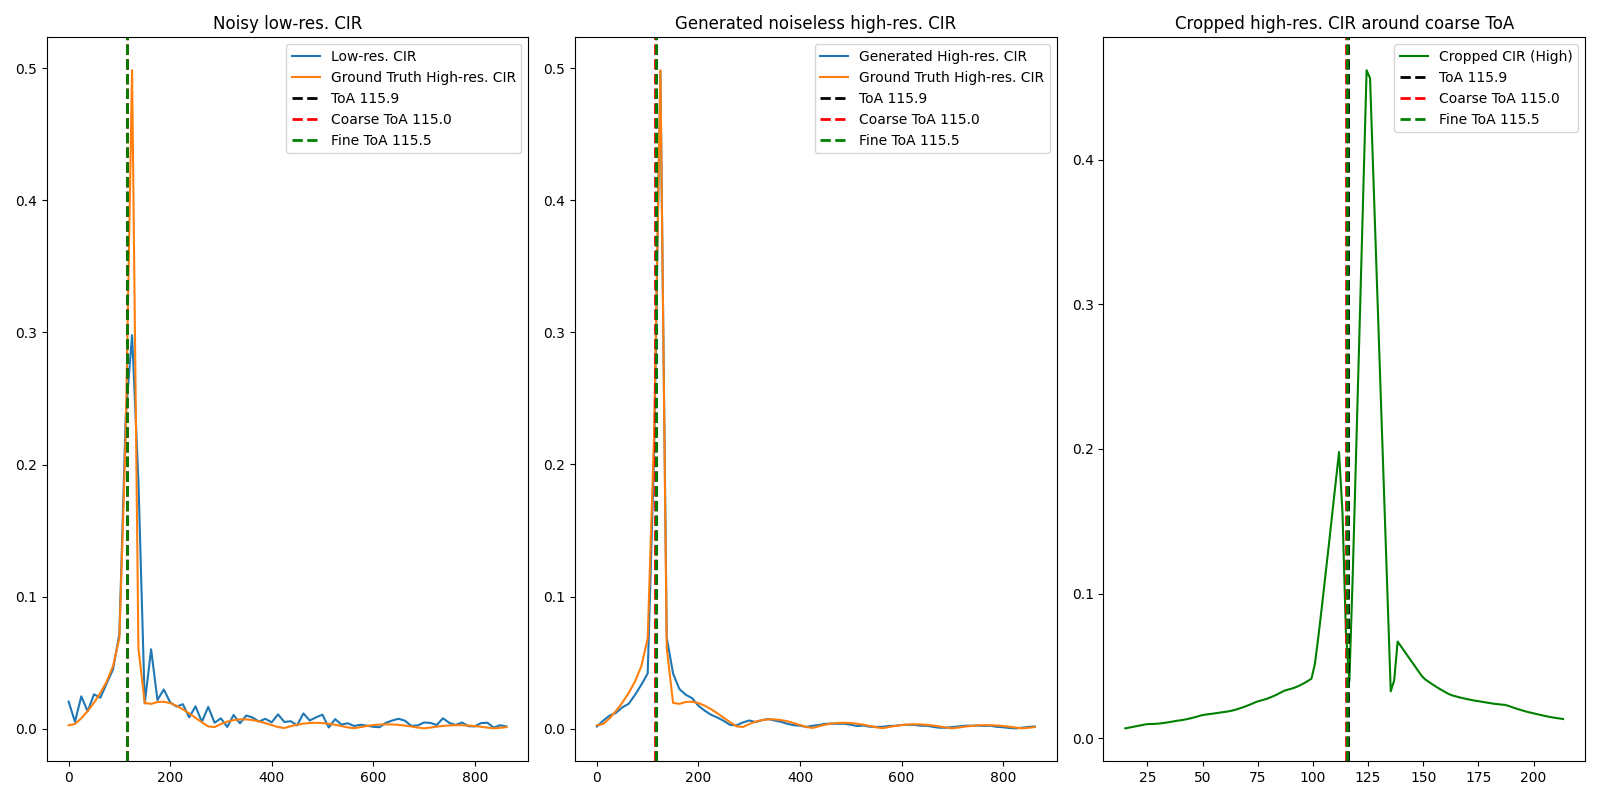 Noisy low-res. CIR
Low-res. CIR
Ground Truth High-res. CIR
ToA 115.9
Coarse ToA 115.0
Fine ToA 115.5
0.5
0.4
0.3
0.2
0.1
0.0
0 200 400 600 800
Generated noiseless high-res. CIR
Generated High-res. CIR
Ground Truth High-res. CIR
ToA 115.9
Coarse ToA 115.0
Fine ToA 115.5
0.5
0.4
0.3
0.2
0.1
0.0
0 200 400 600 800
Cropped high-res. CIR around coarse ToA
Cropped CIR (High)
ToA 115.9
Coarse ToA 115.0
Fine ToA 115.5
0.4
0.3
0.2
0.1
0.0
25 50 75 100 125 150 175 200